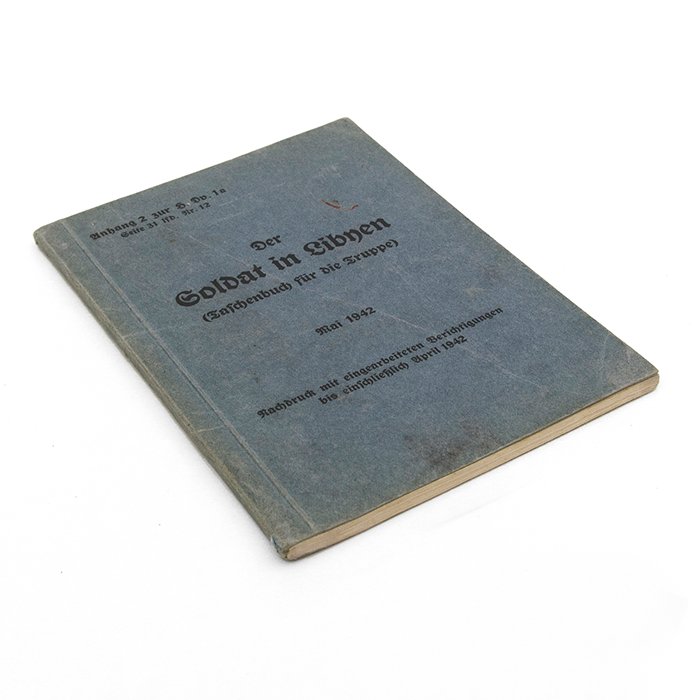 Anhang 2 zur H. Dv. 1a
Seite 31 lfd. Nr. 12
Der
Soldat in Libyen
(Taschenbuch für die Truppe)
Mai 1942
Nachdruck mit eingearbeiteten Berichtigungen
bis einschließlich April 1942